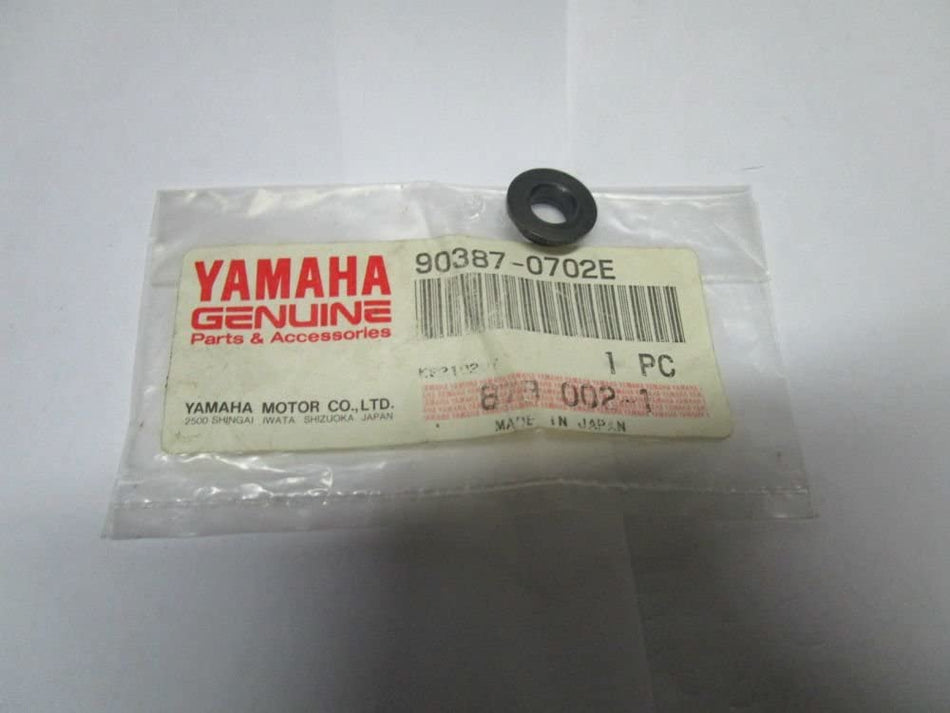 YAMAHA
GENUINE
Parts & Accessories
YAMAHA MOTOR CO.,LTD.
2500 SHINGAI IWATA SHIZUOKA JAPAN
90387-0702E
1 PC
002-1
MADE IN JAPAN